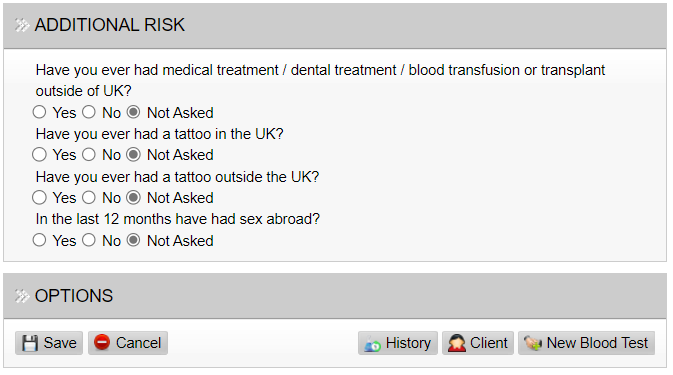 ADDITIONAL RISK
Have you ever had medical treatment / dental treatment / blood transfusion or transplant
outside of UK?
Yes No Not Asked
Have you ever had a tattoo in the UK?
Yes No Not Asked
Have you ever had a tattoo outside the UK?
Yes No Not Asked
In the last 12 months have had sex abroad?
Yes No Not Asked
OPTIONS
Save Cancel History Client New Blood Test